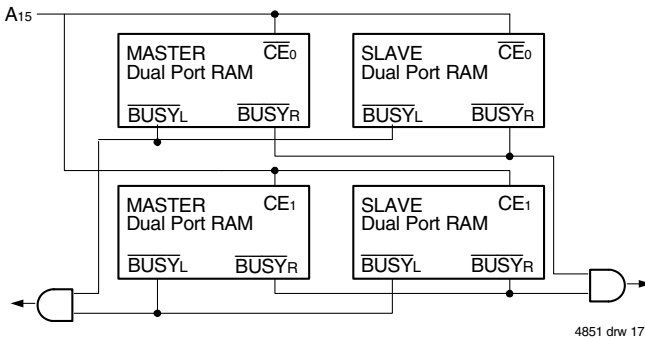 A15
MASTER CE0
Dual Port RAM
BUSYL BUSYR
SLAVE CE0
Dual Port RAM
BUSYL BUSYR
MASTER CE1
Dual Port RAM
BUSYL BUSYR
SLAVE CE1
Dual Port RAM
BUSYL BUSYR
4851 drw 17